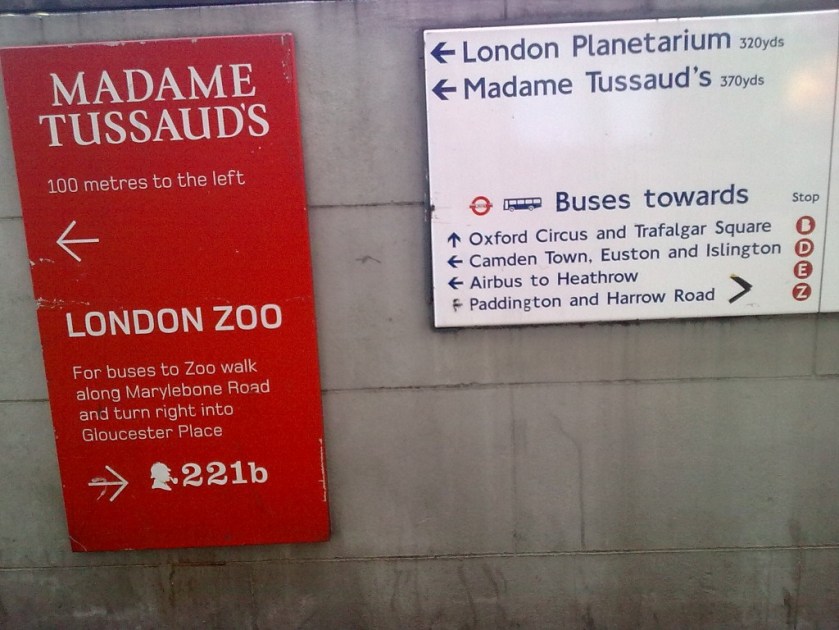 MADAME
TUSSAUD'S
100 metres to the left
LONDON ZOO
For buses to Zoo walk
along Marylebone Road
and turn right into
Gloucester Place
221b
London Planetarium 320yds
Madame Tussaud's 370yds
Buses towards Stop
Oxford Circus and Trafalgar Square B
Camden Town, Euston and Islington D
Airbus to Heathrow E
Paddington and Harrow Road Z